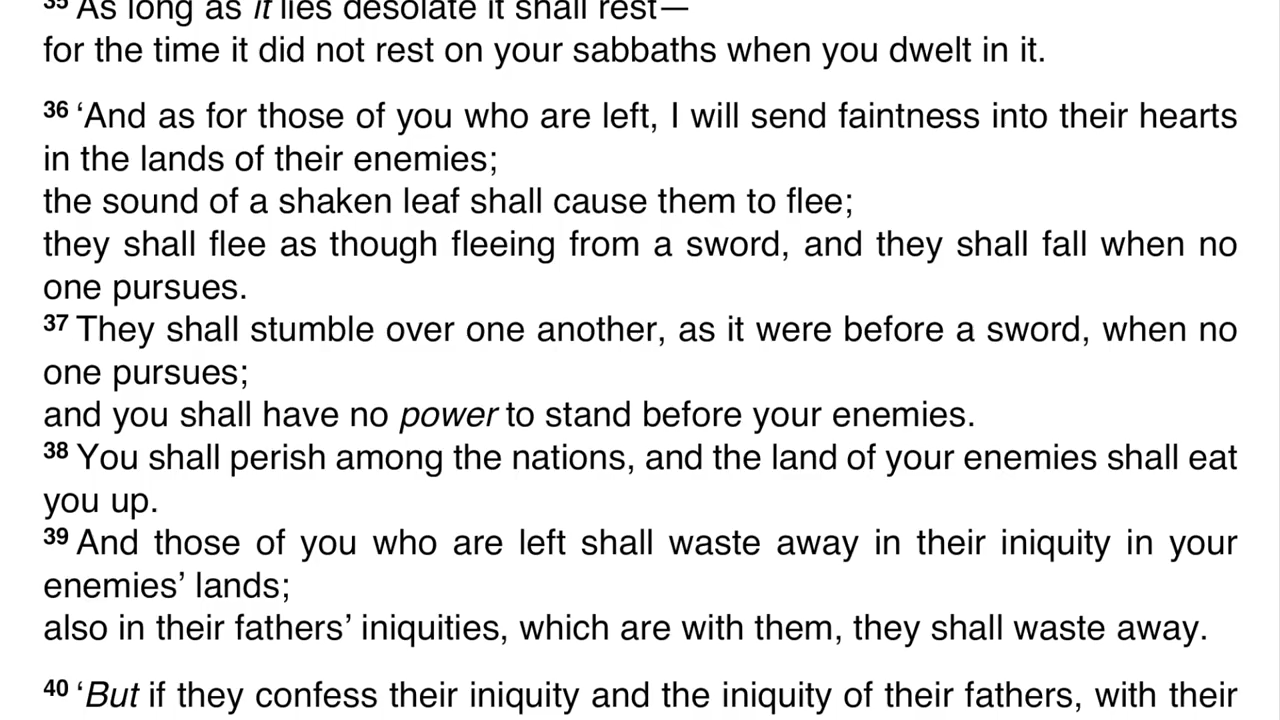 35 As long as it lies desolate it shall rest—
for the time it did not rest on your sabbaths when you dwelt in it.
36 ‘And as for those of you who are left, I will send faintness into their hearts
in the lands of their enemies;
the sound of a shaken leaf shall cause them to flee;
they shall flee as though fleeing from a sword, and they shall fall when no
one pursues.
37 They shall stumble over one another, as it were before a sword, when no
one pursues;
and you shall have no power to stand before your enemies.
38 You shall perish among the nations, and the land of your enemies shall eat
you up.
39 And those of you who are left shall waste away in their iniquity in your
enemies’ lands;
also in their fathers’ iniquities, which are with them, they shall waste away.
40 ‘But if they confess their iniquity and the iniquity of their fathers, with their